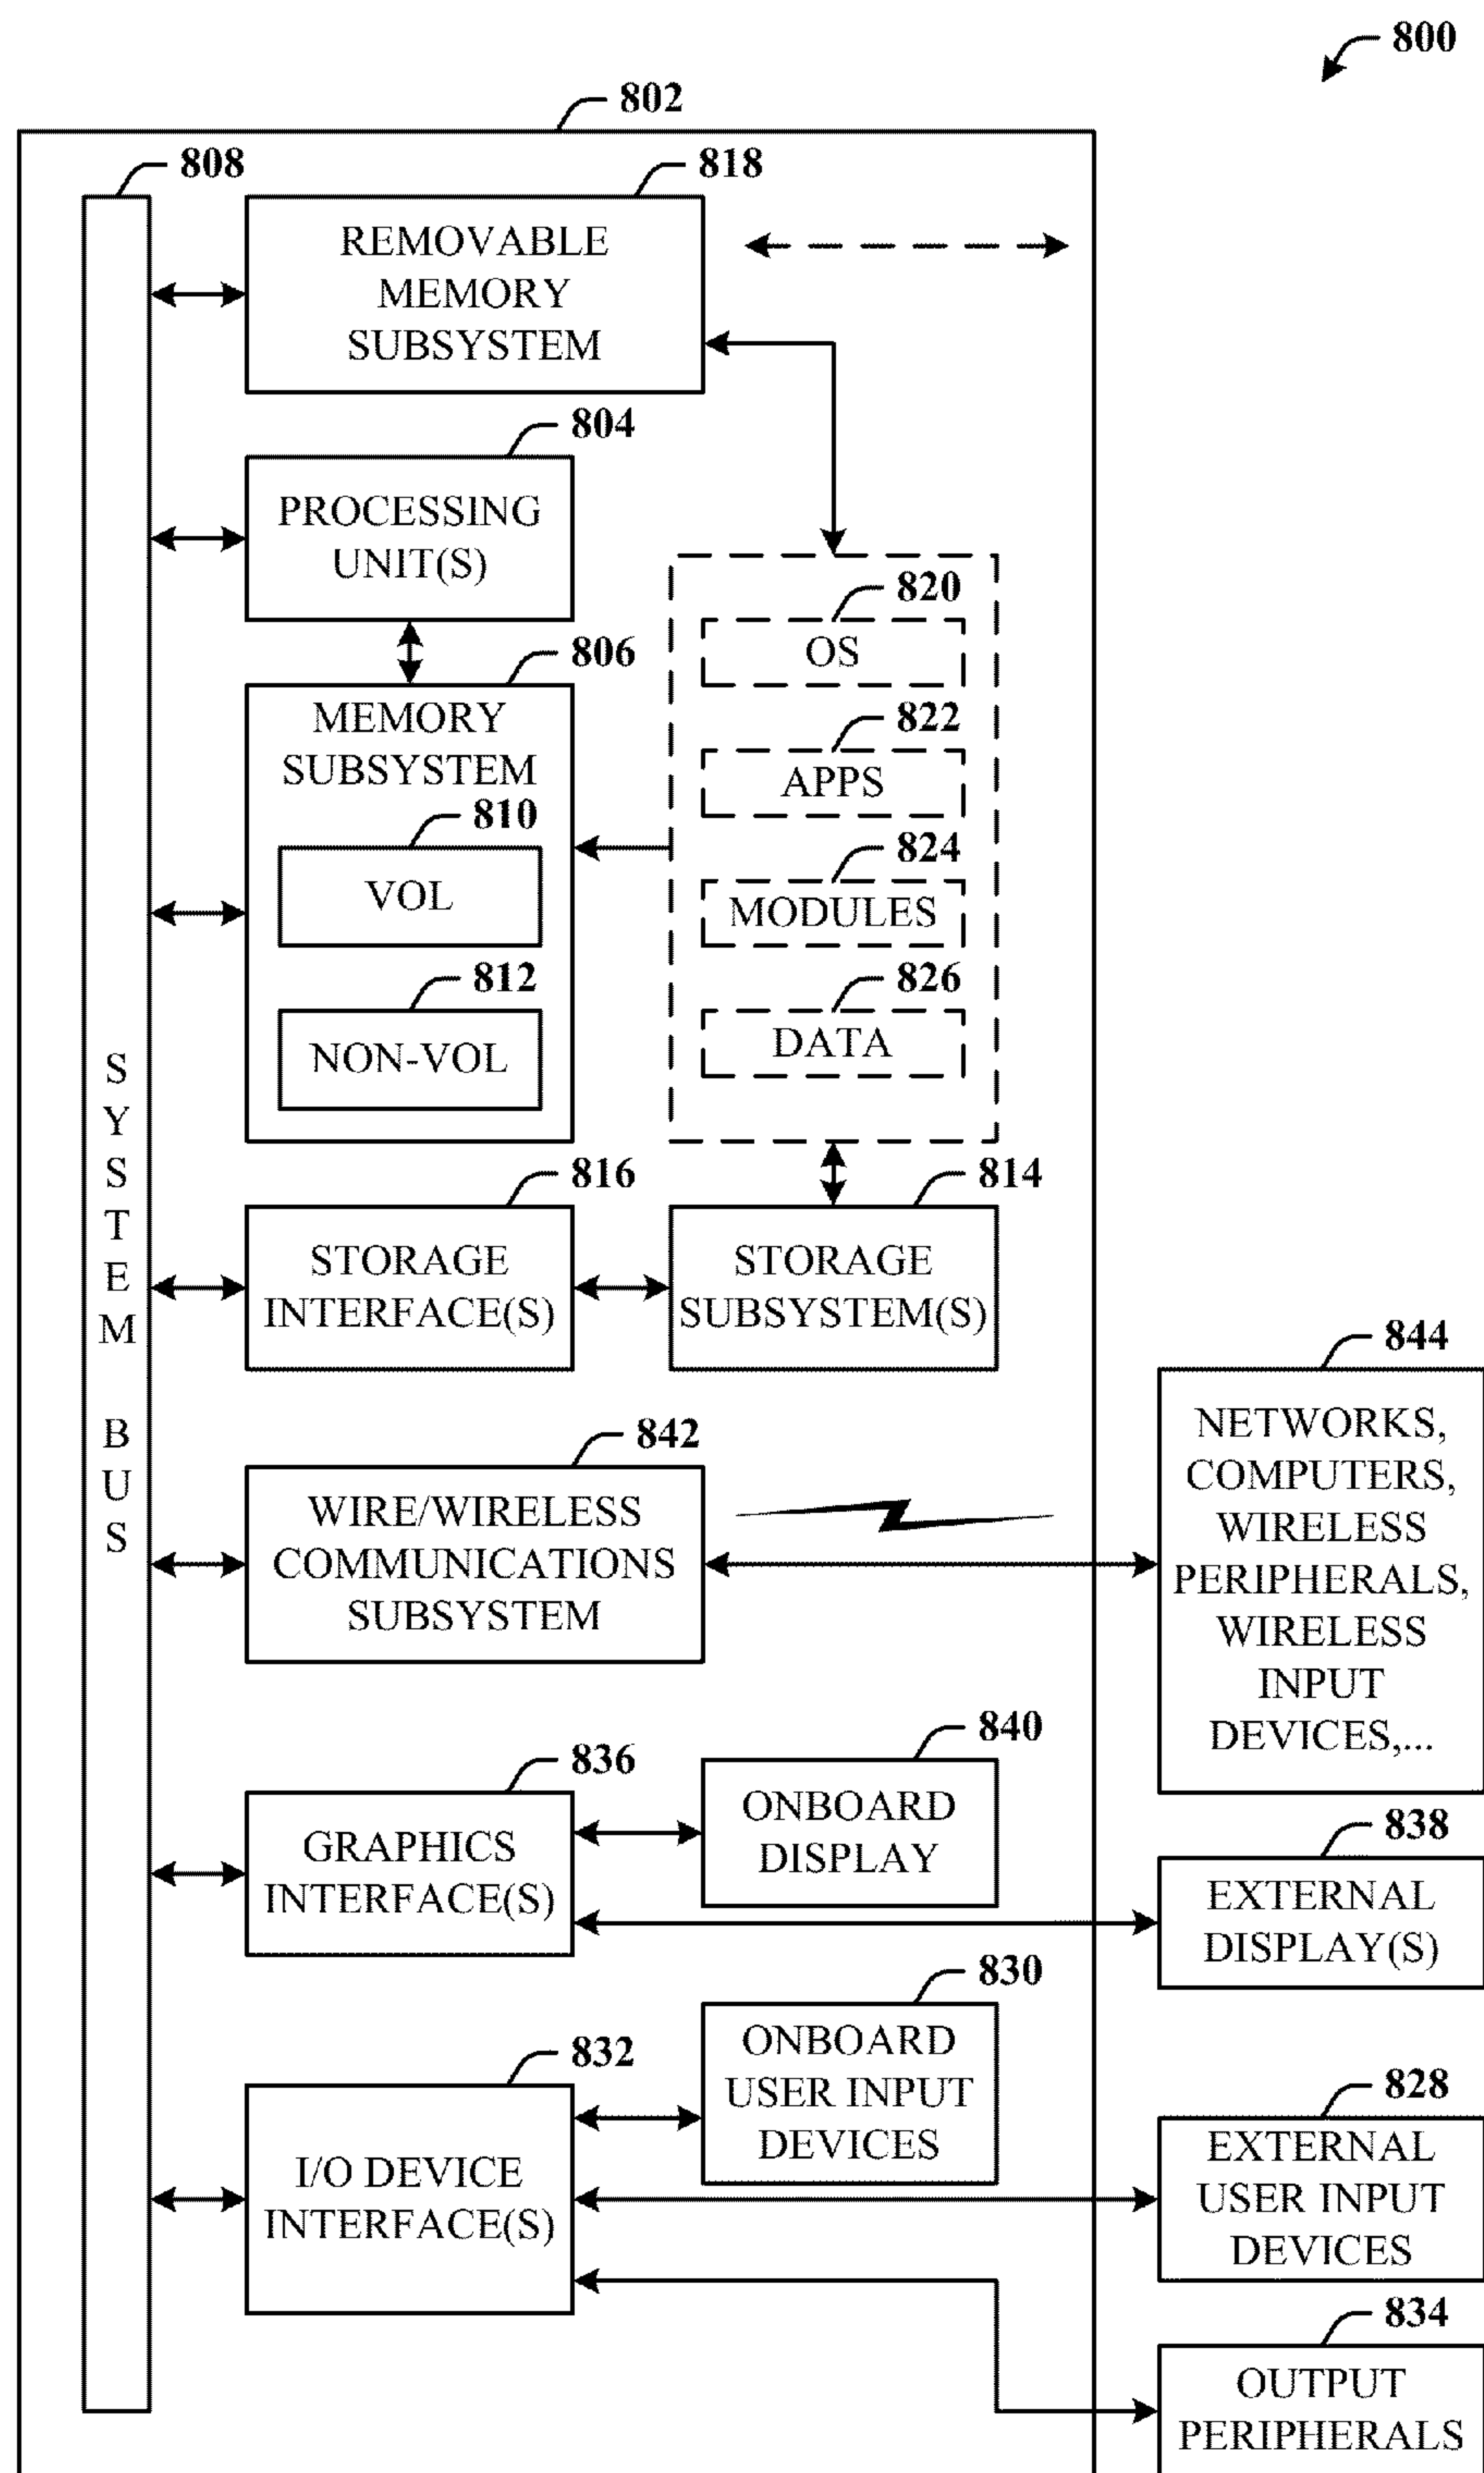 800
802
808
818
REMOVABLE
MEMORY
SUBSYSTEM
804
PROCESSING
UNIT(S)
820
OS
806
MEMORY
SUBSYSTEM
822
APPS
810
VOL
824
MODULES
812
NON-VOL
826
DATA
SYSTEM BUS
816
STORAGE
INTERFACE(S)
814
STORAGE
SUBSYSTEM(S)
844
NETWORKS,
COMPUTERS,
WIRELESS
PERIPHERALS,
WIRELESS
INPUT
DEVICES,...
842
WIRE/WIRELESS
COMMUNICATIONS
SUBSYSTEM
840
ONBOARD
DISPLAY
836
GRAPHICS
INTERFACE(S)
838
EXTERNAL
DISPLAY(S)
830
ONBOARD
USER INPUT
DEVICES
832
I/O DEVICE
INTERFACE(S)
828
EXTERNAL
USER INPUT
DEVICES
834
OUTPUT
PERIPHERALS